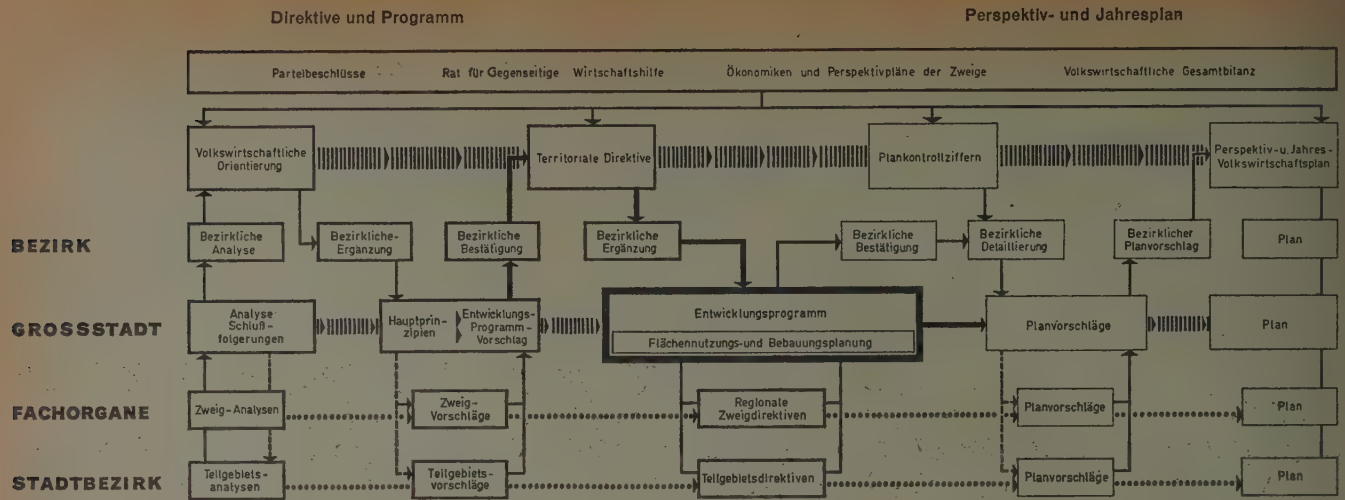 Direktive und Programm
Perspektiv- und Jahresplan
Parteibeschlüsse
Rat für Gegenseitige Wirtschaftshilfe
Ökonomiken und Perspektivpläne der Zweige
Volkswirtschaftliche Gesamtbilanz
Volkswirtschaftliche
Orientierung
Territoriale Direktive
Plankontrollziffern
Perspektiv-u. Jahres-
Volkswirtschaftsplan
BEZIRK
Bezirkliche
Analyse
Bezirkliche-
Ergänzung
Bezirkliche
Bestätigung
Bezirkliche
Ergänzung
Bezirkliche
Bestätigung
Bezirkliche
Detaillierung
Bezirklicher
Planvorschlag
Plan
GROSSSTADT
Analyse
Schluß-
folgerungen
Hauptprin-
zipien
Entwicklungs-
Programm-
Vorschlag
Entwicklungsprogramm
Flächennutzungs-und Bebauungsplanung
Planvorschläge
Plan
FACHORGANE
Zweig-Analysen
Zweig-
Vorschläge
Regionale
Zweigdirektiven
Planvorschläge
Plan
STADTBEZIRK
Teilgebiets-
analysen
Teilgebiets-
vorschläge
Teilgebietsdirektiven
Planvorschläge
Plan